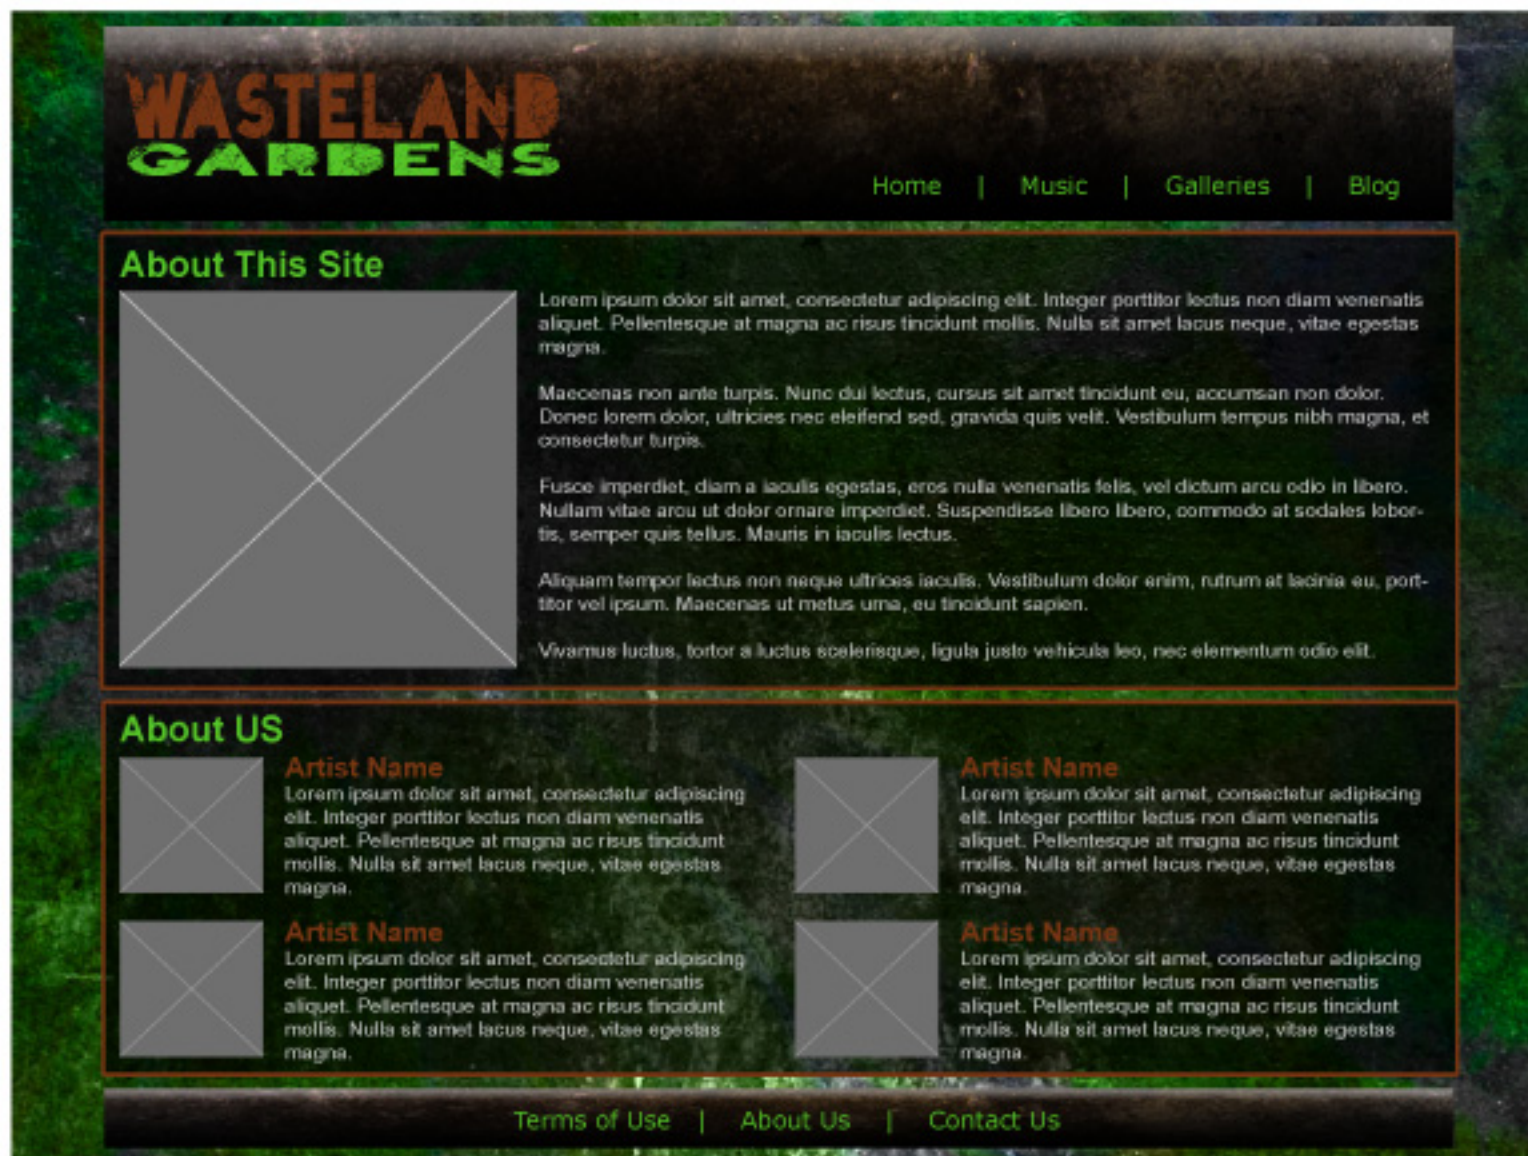 WASTELAND
GARDENS
Home | Music | Galleries | Blog
About This Site
Lorem ipsum dolor sit amet, consectetur adipiscing elit. Integer porttitor lectus non diam venenatis
aliquet. Pellentesque at magna ac risus tincidunt mollis. Nulla sit amet lacus neque, vitae egestas
magna.
Maecenas non ante turpis. Nunc dui lectus, cursus sit amet tincidunt eu, accumsan non dolor.
Donec lorem dolor, ultricies nec eleifend sed, gravida quis velit. Vestibulum tempus nibh magna, et
consectetur turpis.
Fusce imperdiet, diam a iaculis egestas, eros nulla venenatis felis, vel dictum arcu odio in libero.
Nullam vitae arcu ut dolor ornare imperdiet. Suspendisse libero libero, commodo at sodales lobor-
tis, semper quis tellus. Mauris in iaculis lectus.
Aliquam tempor lectus non neque ultrices iaculis. Vestibulum dolor enim, rutrum at lacinia eu, port-
titor vel ipsum. Maecenas ut metus urna, eu tincidunt sapien.
Vivamus luctus, tortor a luctus scelerisque, ligula justo vehicula leo, nec elementum odio elit.
About US
Artist Name
Lorem ipsum dolor sit amet, consectetur adipiscing
elit. Integer porttitor lectus non diam venenatis
aliquet. Pellentesque at magna ac risus tincidunt
mollis. Nulla sit amet lacus neque, vitae egestas
magna.
Artist Name
Lorem ipsum dolor sit amet, consectetur adipiscing
elit. Integer porttitor lectus non diam venenatis
aliquet. Pellentesque at magna ac risus tincidunt
mollis. Nulla sit amet lacus neque, vitae egestas
magna.
Artist Name
Lorem ipsum dolor sit amet, consectetur adipiscing
elit. Integer porttitor lectus non diam venenatis
aliquet. Pellentesque at magna ac risus tincidunt
mollis. Nulla sit amet lacus neque, vitae egestas
magna.
Artist Name
Lorem ipsum dolor sit amet, consectetur adipiscing
elit. Integer porttitor lectus non diam venenatis
aliquet. Pellentesque at magna ac risus tincidunt
mollis. Nulla sit amet lacus neque, vitae egestas
magna.
Terms of Use | About Us | Contact Us